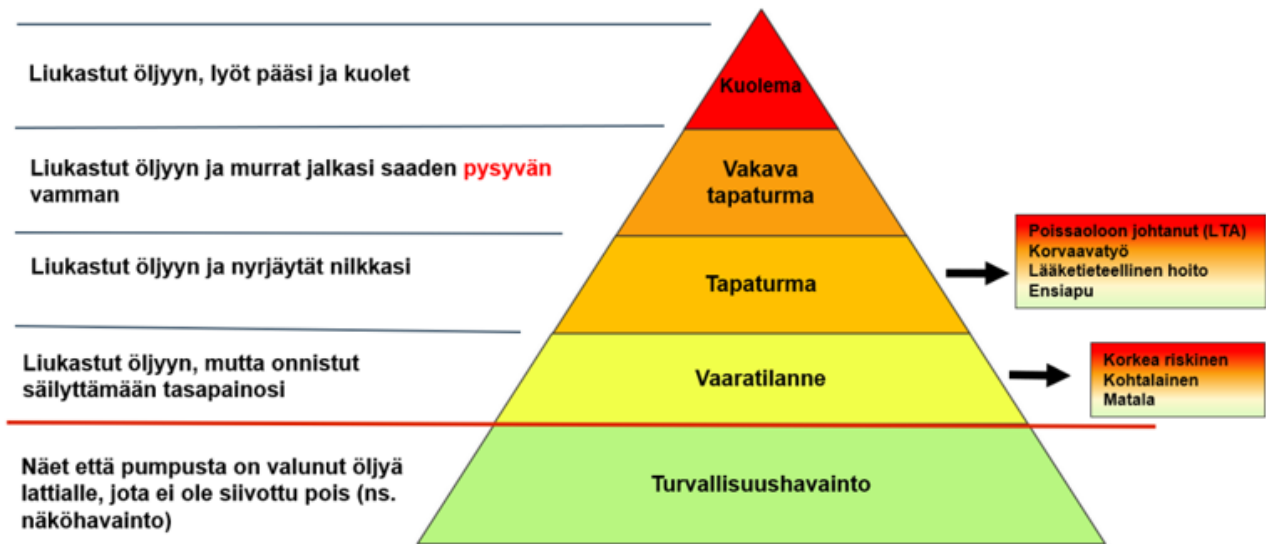 Liukastut öljyyn, lyöt pääsi ja kuolet
Kuolema
Liukastut öljyyn ja murrat jalkasi saaden pysyvän
vamman
Vakava
tapaturma
Liukastut öljyyn ja nyrjäytät nilkkasi
Tapaturma
Poissaoloon johtanut (LTA)
Korvaavatyö
Lääketieteellinen hoito
Ensiapu
Liukastut öljyyn, mutta onnistut
säilyttämään tasapainosi
Vaaratilanne
Korkea riskinen
Kohtalainen
Matala
Näet että pumpusta on valunut öljyä
lattialle, jota ei ole siivottu pois (ns.
näköhavainto)
Turvallisuushavainto